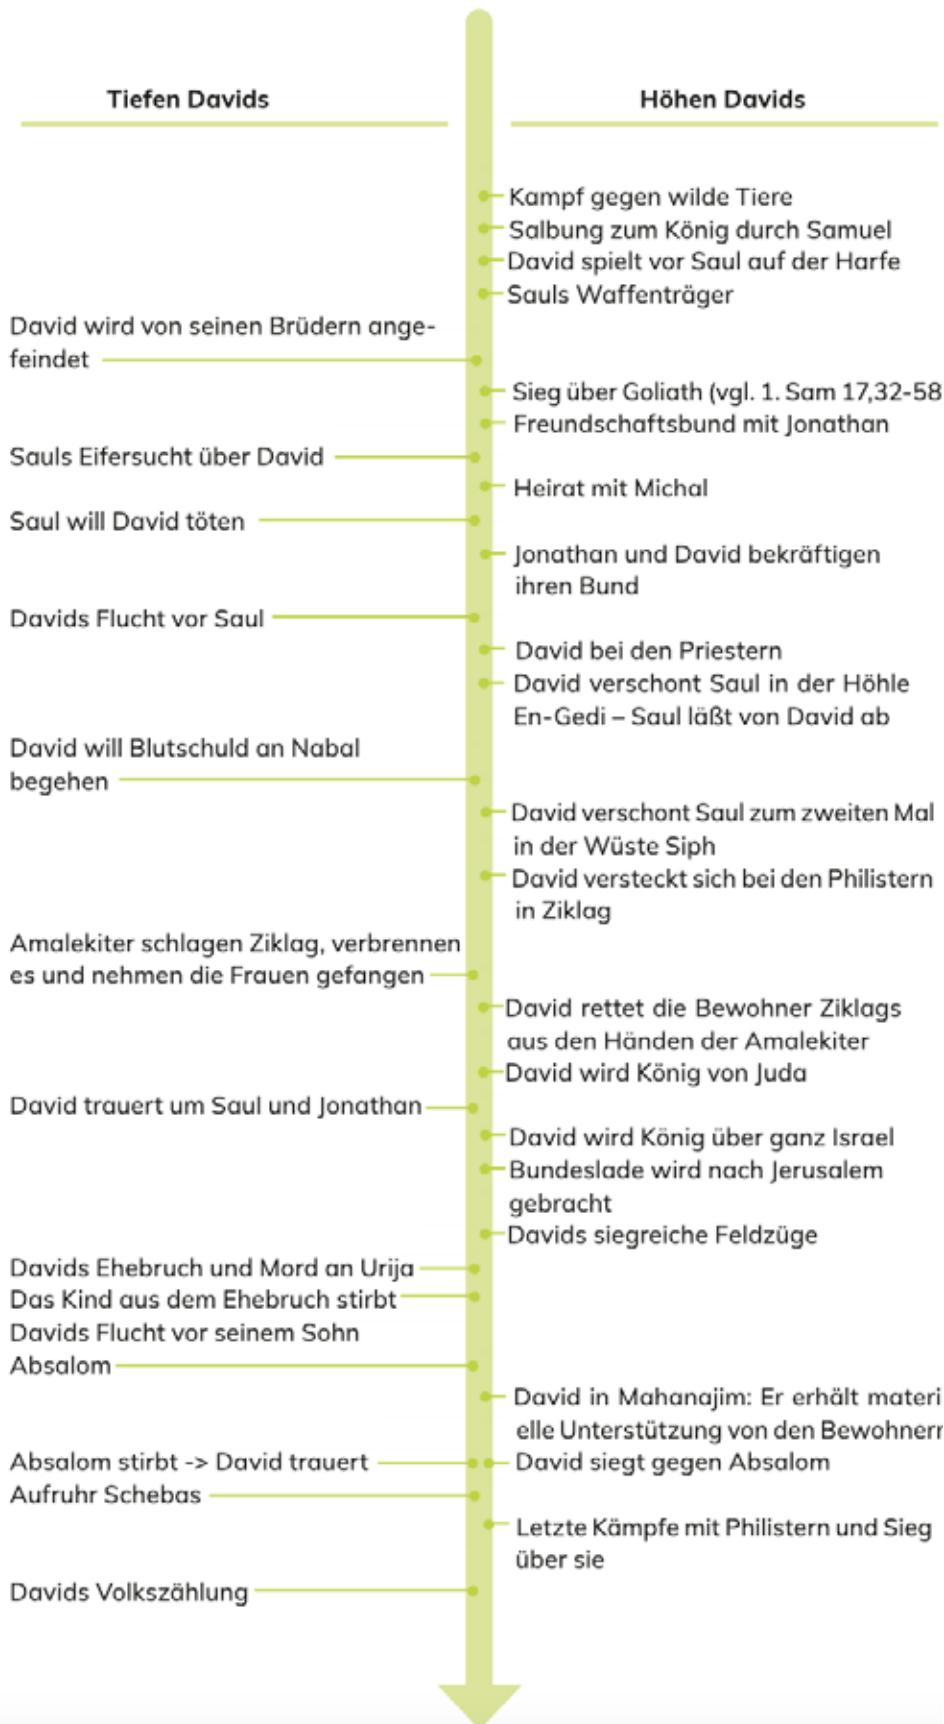 Tiefen Davids
Höhen Davids
Kampf gegen wilde Tiere
Salbung zum König durch Samuel
David spielt vor Saul auf der Harfe
Sauls Waffenträger
David wird von seinen Brüdern ange-
feindet
Sieg über Goliath (vgl. 1. Sam 17,32-58
Freundschaftsbund mit Jonathan
Sauls Eifersucht über David
Heirat mit Michal
Saul will David töten
Jonathan und David bekräftigen
ihren Bund
Davids Flucht vor Saul
David bei den Priestern
David verschont Saul in der Höhle
En-Gedi – Saul läßt von David ab
David will Blutschuld an Nabal
begehen
David verschont Saul zum zweiten Mal
in der Wüste Siph
David versteckt sich bei den Philistern
in Ziklag
Amalekiter schlagen Ziklag, verbrennen
es und nehmen die Frauen gefangen
David rettet die Bewohner Ziklags
aus den Händen der Amalekiter
David wird König von Juda
David trauert um Saul und Jonathan
David wird König über ganz Israel
Bundeslade wird nach Jerusalem
gebracht
Davids siegreiche Feldzüge
Davids Ehebruch und Mord an Urija
Das Kind aus dem Ehebruch stirbt
Davids Flucht vor seinem Sohn
Absalom
David in Mahanajim: Er erhält materi
elle Unterstützung von den Bewohnern
Absalom stirbt -> David trauert
David siegt gegen Absalom
Aufruhr Schebas
Letzte Kämpfe mit Philistern und Sieg
über sie
Davids Volkszählung